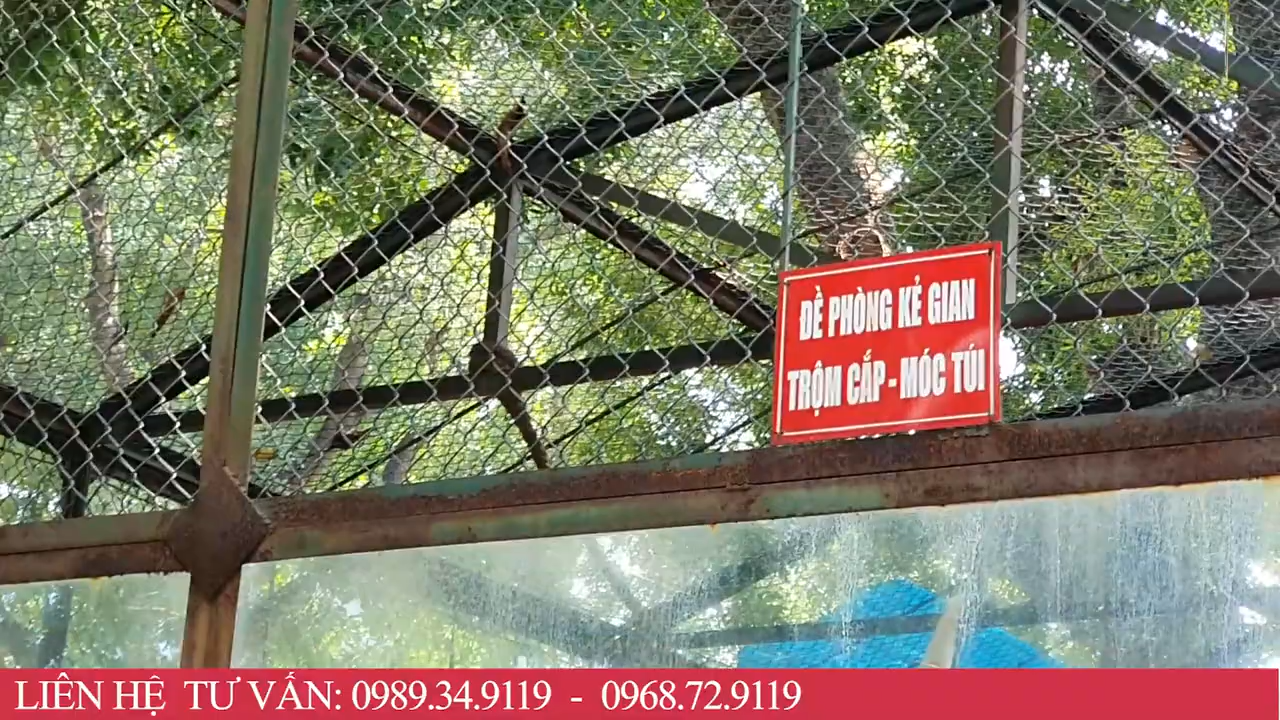 ĐỀ PHÒNG KẺ GIAN
TRỘM CẮP - MÓC TÚI
LIÊN HỆ TƯ VẤN: 0989.34.9119 - 0968.72.9119